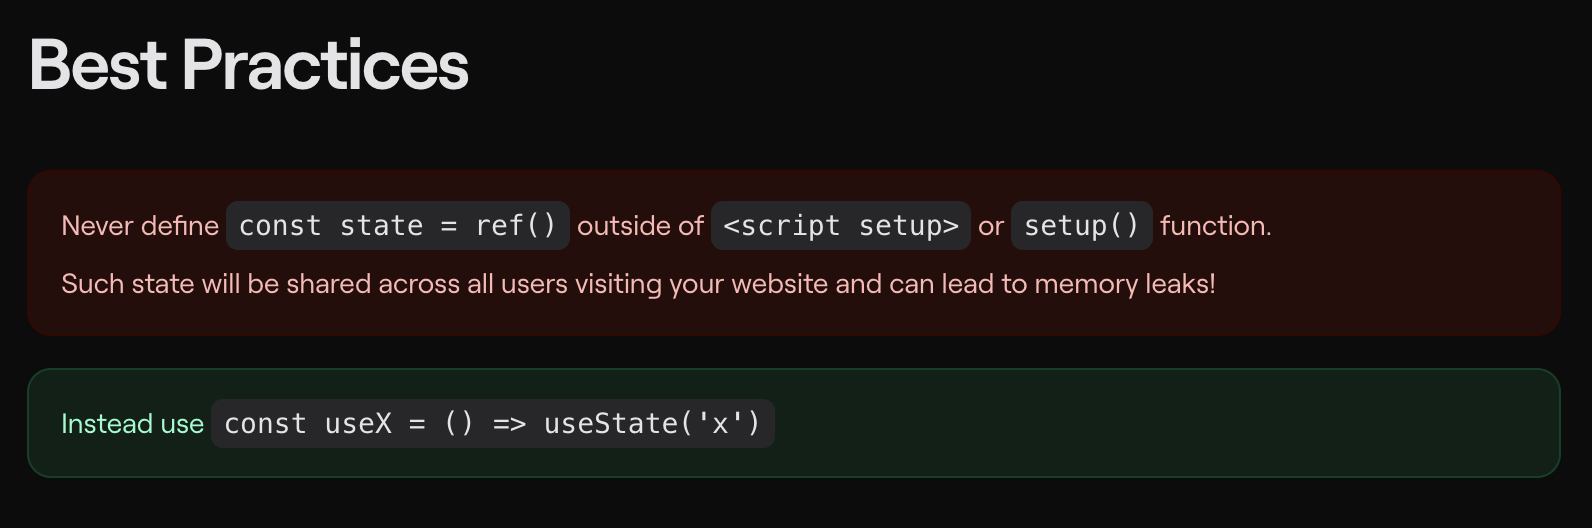 Best Practices
Never define const state = ref() outside of <script setup> or setup() function.
Such state will be shared across all users visiting your website and can lead to memory leaks!
Instead use const useX = () => useState('x')